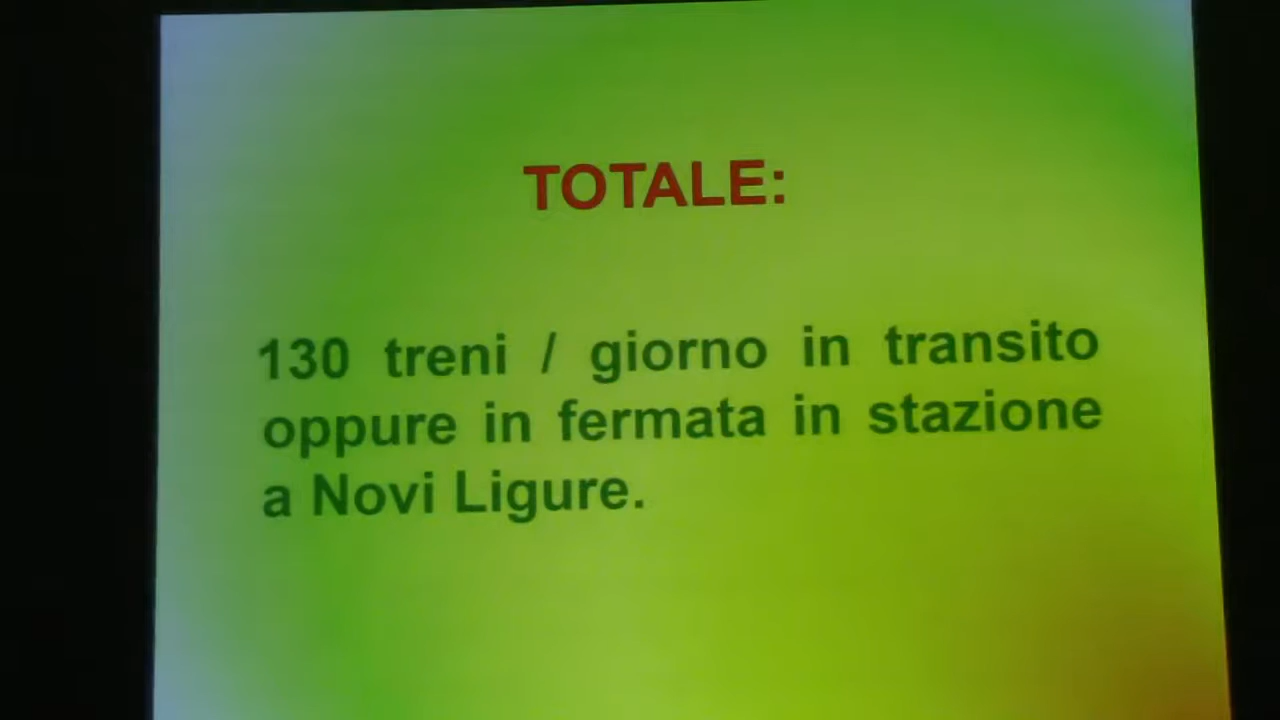 TOTALE:
130 treni / giorno in transito
oppure in fermata in stazione
a Novi Ligure.